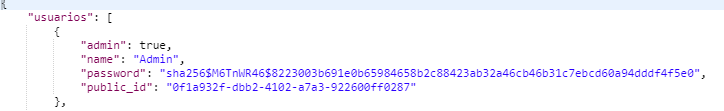 {
"usuarios": [
{
"admin": true,
"name": "Admin",
"password": "sha256$M6TnWR46$8223003b691e0b65984658b2c88423ab32a46cb46b31c7ebcd60a94dddf4f5e0",
"public_id": "0f1a932f-dbb2-4102-a7a3-922600ff0287"
},